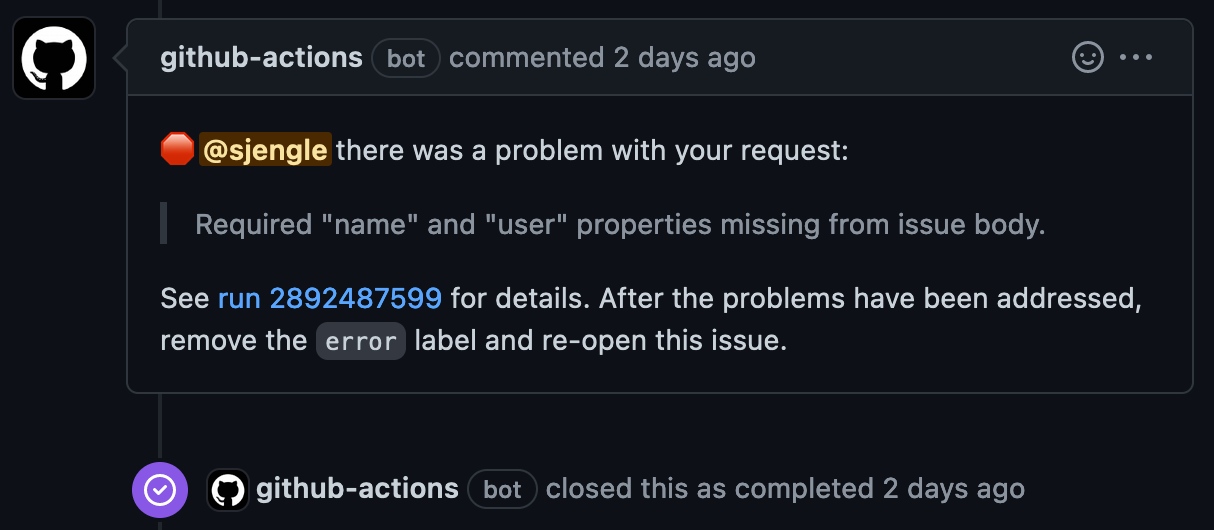 github-actions bot commented 2 days ago
@sjengle there was a problem with your request:
Required "name" and "user" properties missing from issue body.
See run 2892487599 for details. After the problems have been addressed,
remove the error label and re-open this issue.
github-actions bot closed this as completed 2 days ago